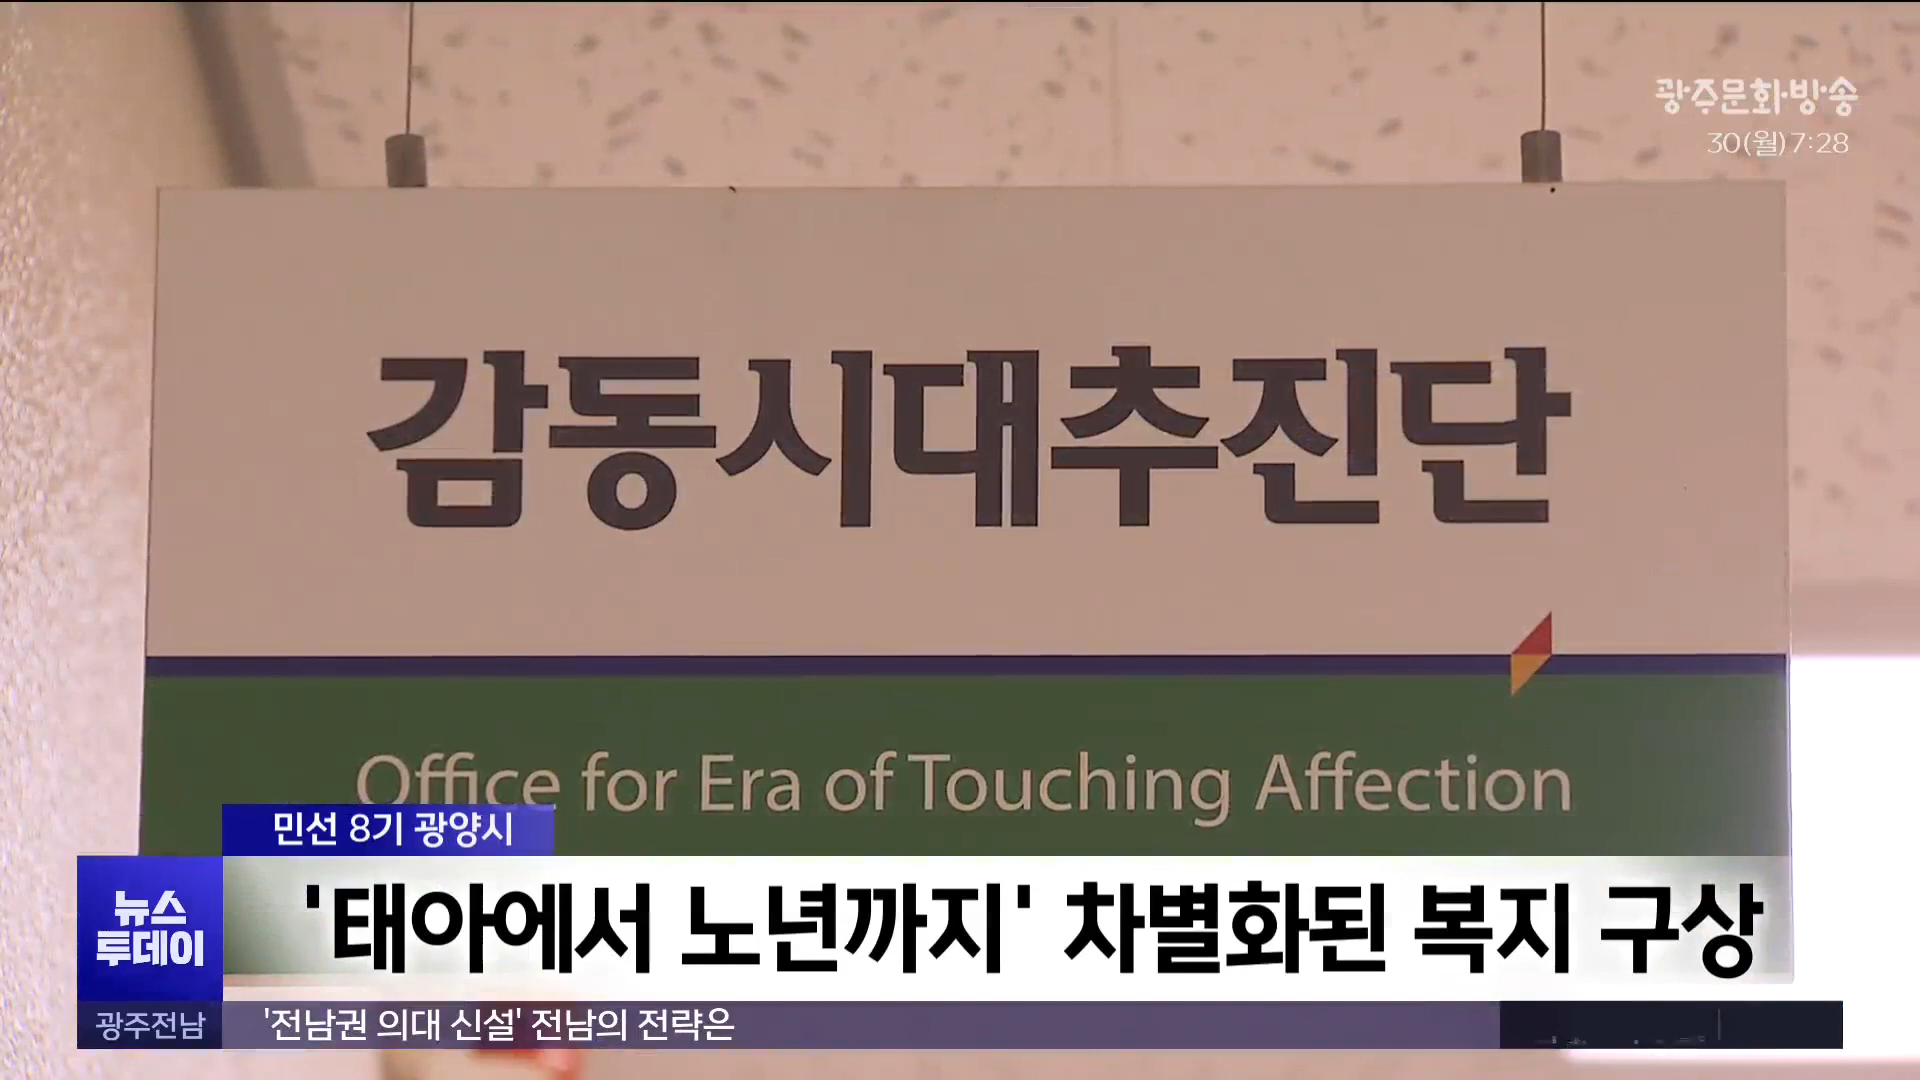 광주문화방송
30(월) 7:28
감동시대추진단
Office for Era of Touching Affection
민선 8기 광양시
뉴스
투데이
'태아에서 노년까지' 차별화된 복지 구상
광주전남
'전남권 의대 신설' 전남의 전략은